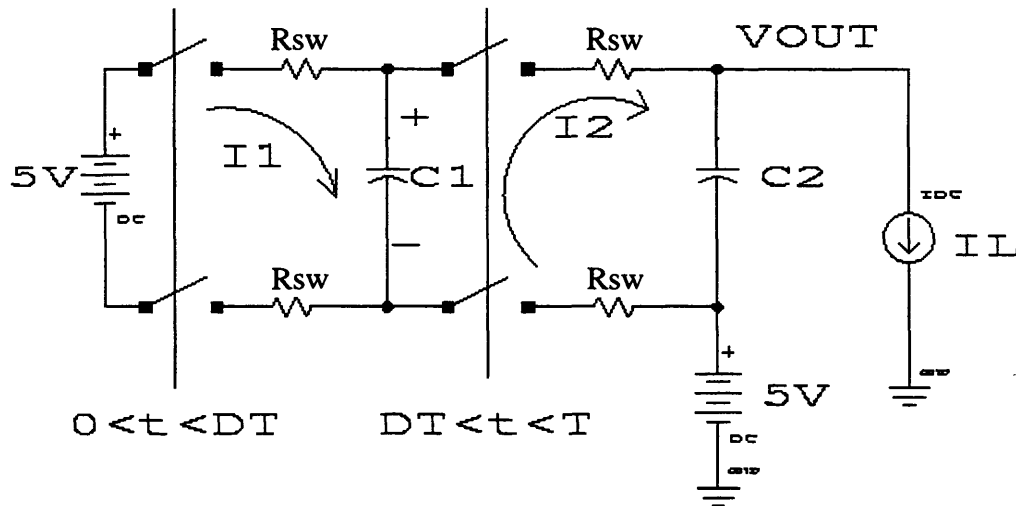 Rsw
Rsw
VOUT
+
I1
+
C1
I2
C2
5V
DC
IDC
IL
−
Rsw
Rsw
+
5V
DC
0<t<DT
DT<t<T